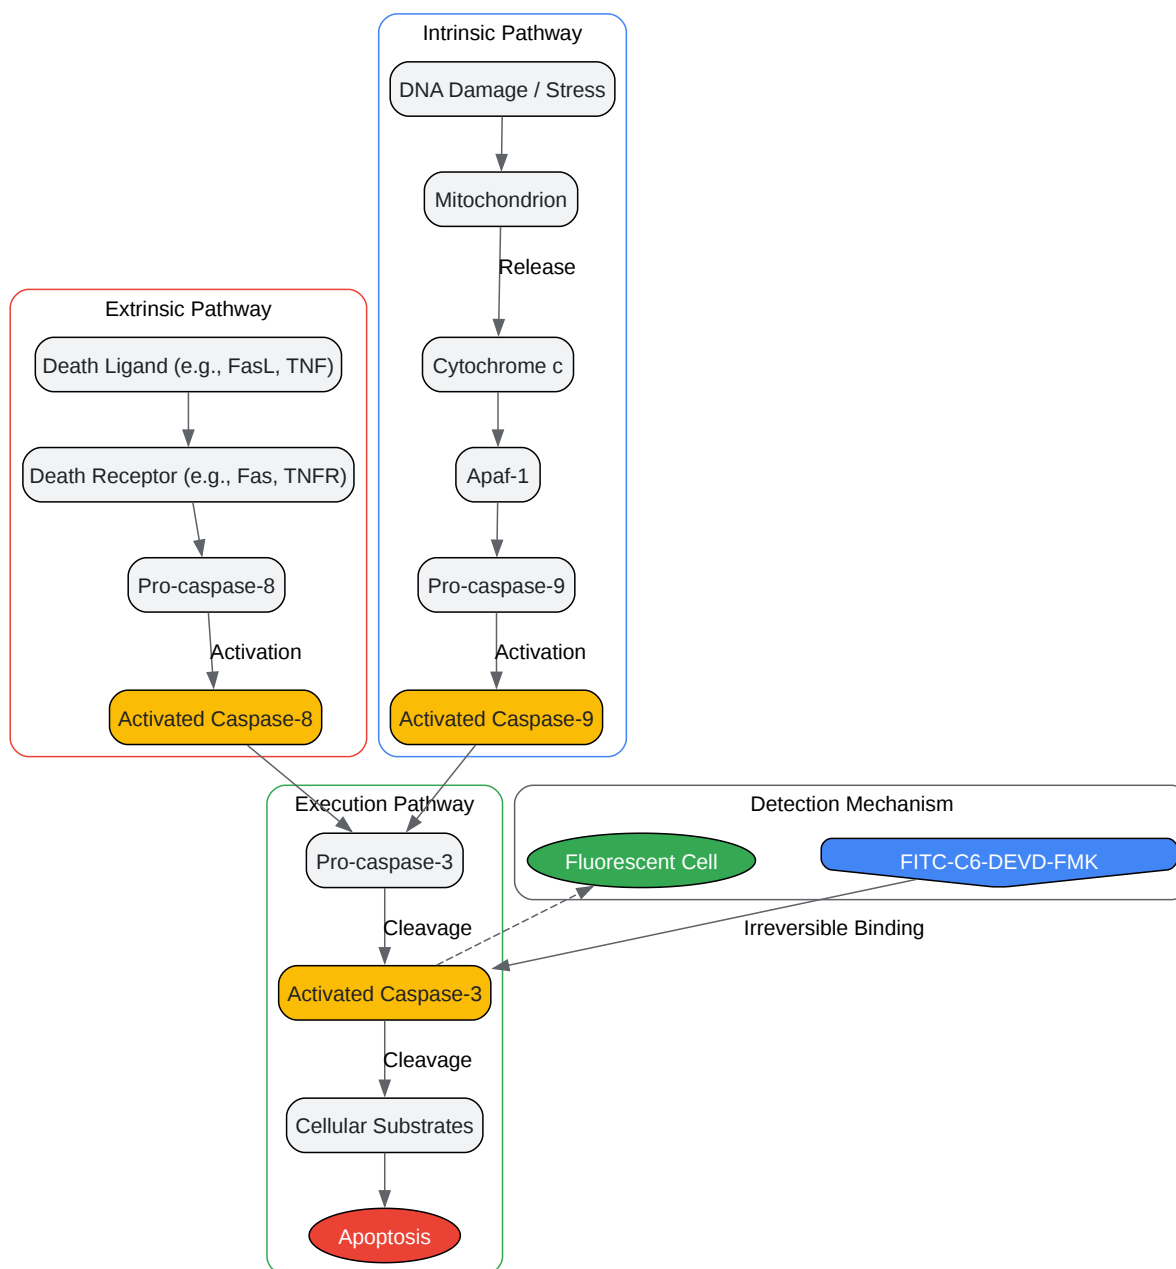 Intrinsic Pathway
DNA Damage / Stress
Mitochondrion
Release
Cytochrome c
Apaf-1
Pro-caspase-9
Activation
Activated Caspase-9
Extrinsic Pathway
Death Ligand (e.g., FasL, TNF)
Death Receptor (e.g., Fas, TNFR)
Pro-caspase-8
Activation
Activated Caspase-8
Execution Pathway
Pro-caspase-3
Cleavage
Activated Caspase-3
Cleavage
Cellular Substrates
Apoptosis
Detection Mechanism
Fluorescent Cell
FITC-C6-DEVD-FMK
Irreversible Binding